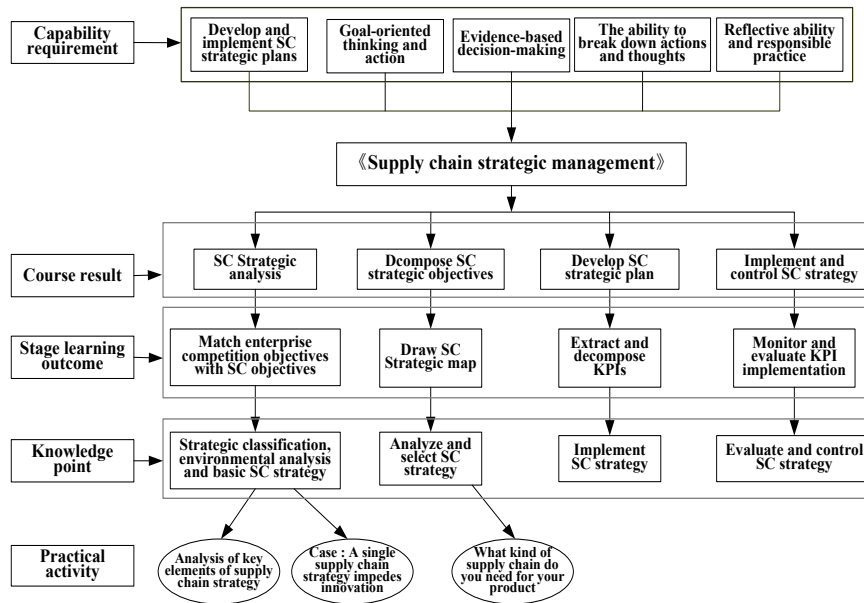 Capability
requirement
Develop and
implement SC
strategic plans
Goal-oriented
thinking and
action
Evidence-based
decision-making
The ability to
break down actions
and thoughts
Reflective ability
and responsible
practice
《Supply chain strategic management》
Course result
SC Strategic
analysis
Dcompose SC
strategic objectives
Develop SC
strategic plan
Implement and
control SC strategy
Stage learning
outcome
Match enterprise
competition objectives
with SC objectives
Draw SC
Strategic map
Extract and
decompose
KPIs
Monitor and
evaluate KPI
implementation
Knowledge
point
Strategic classification,
environmental analysis
and basic SC strategy
Analyze and
select SC
strategy
Implement
SC strategy
Evaluate and control
SC strategy
Practical
activity
Analysis of key
elements of supply
chain strategy
Case : A single
supply chain
strategy impedes
innovation
What kind of
supply chain do
you need for your
product